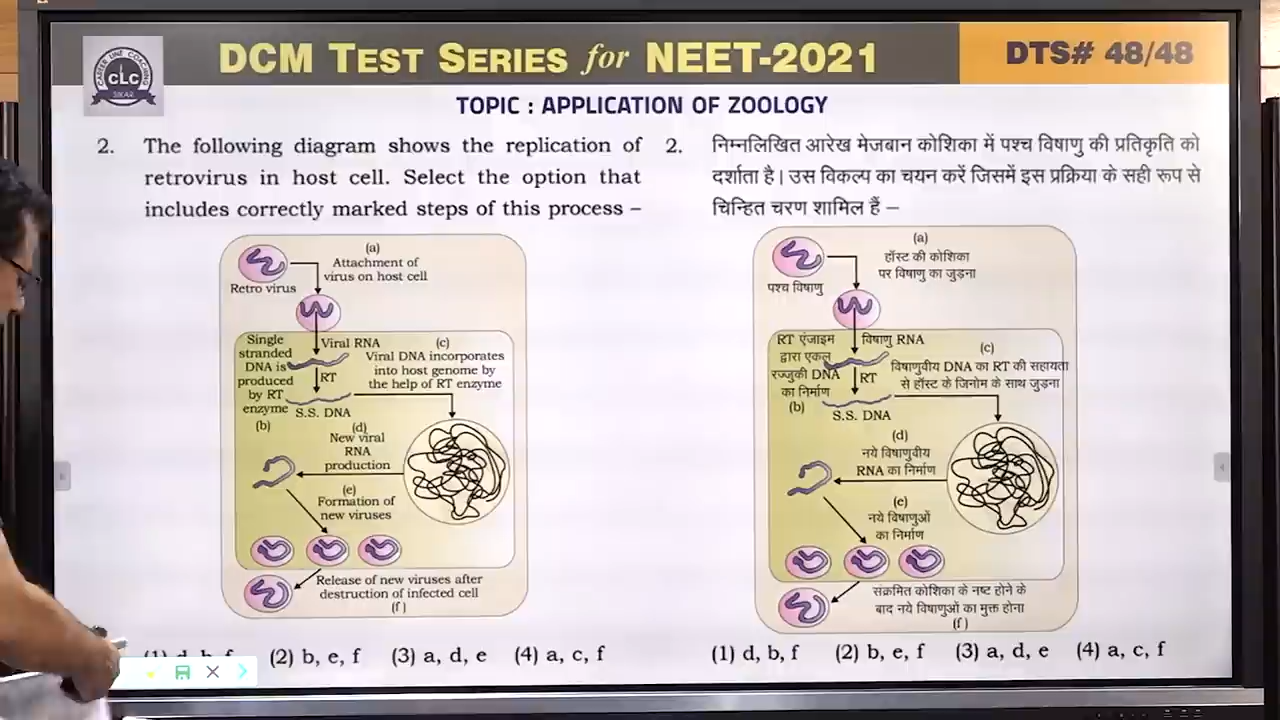 CAREER LINE COACHING
CLC
SIKAR
DCM TEST SERIES for NEET-2021
DTS# 48/48
TOPIC : APPLICATION OF ZOOLOGY
2. The following diagram shows the replication of
retrovirus in host cell. Select the option that
includes correctly marked steps of this process –
(a)
Attachment of
virus on host cell
Retro virus
Viral RNA
Single
stranded
DNA is
produced
by RT
enzyme
(b)
RT
S.S. DNA
(c)
Viral DNA incorporates
into host genome by
the help of RT enzyme
(d)
New viral
RNA
production
(e)
Formation of
new viruses
Release of new viruses after
destruction of infected cell
(f)
(1) d, b, f (2) b, e, f (3) a, d, e (4) a, c, f
2. निम्नलिखित आरेख मेजबान कोशिका में पश्च विषाणु की प्रतिकृति को
दर्शाता है। उस विकल्प का चयन करें जिसमें इस प्रक्रिया के सही रूप से
चिन्हित चरण शामिल हैं –
(a)
हॉस्ट की कोशिका
पर विषाणु का जुड़ना
पश्च विषाणु
विषाणु RNA
RT एंजाइम
द्वारा एकल
रज्जुकी DNA
का निर्माण
(b)
RT
S.S. DNA
(c)
विषाणुवीय DNA का RT की सहायता
से हॉस्ट के जिनोम के साथ जुड़ना
(d)
नये विषाणुवीय
RNA का निर्माण
(e)
नये विषाणुओं
का निर्माण
संक्रमित कोशिका के नष्ट होने के
बाद नये विषाणुओं का मुक्त होना
(f)
(1) d, b, f (2) b, e, f (3) a, d, e (4) a, c, f